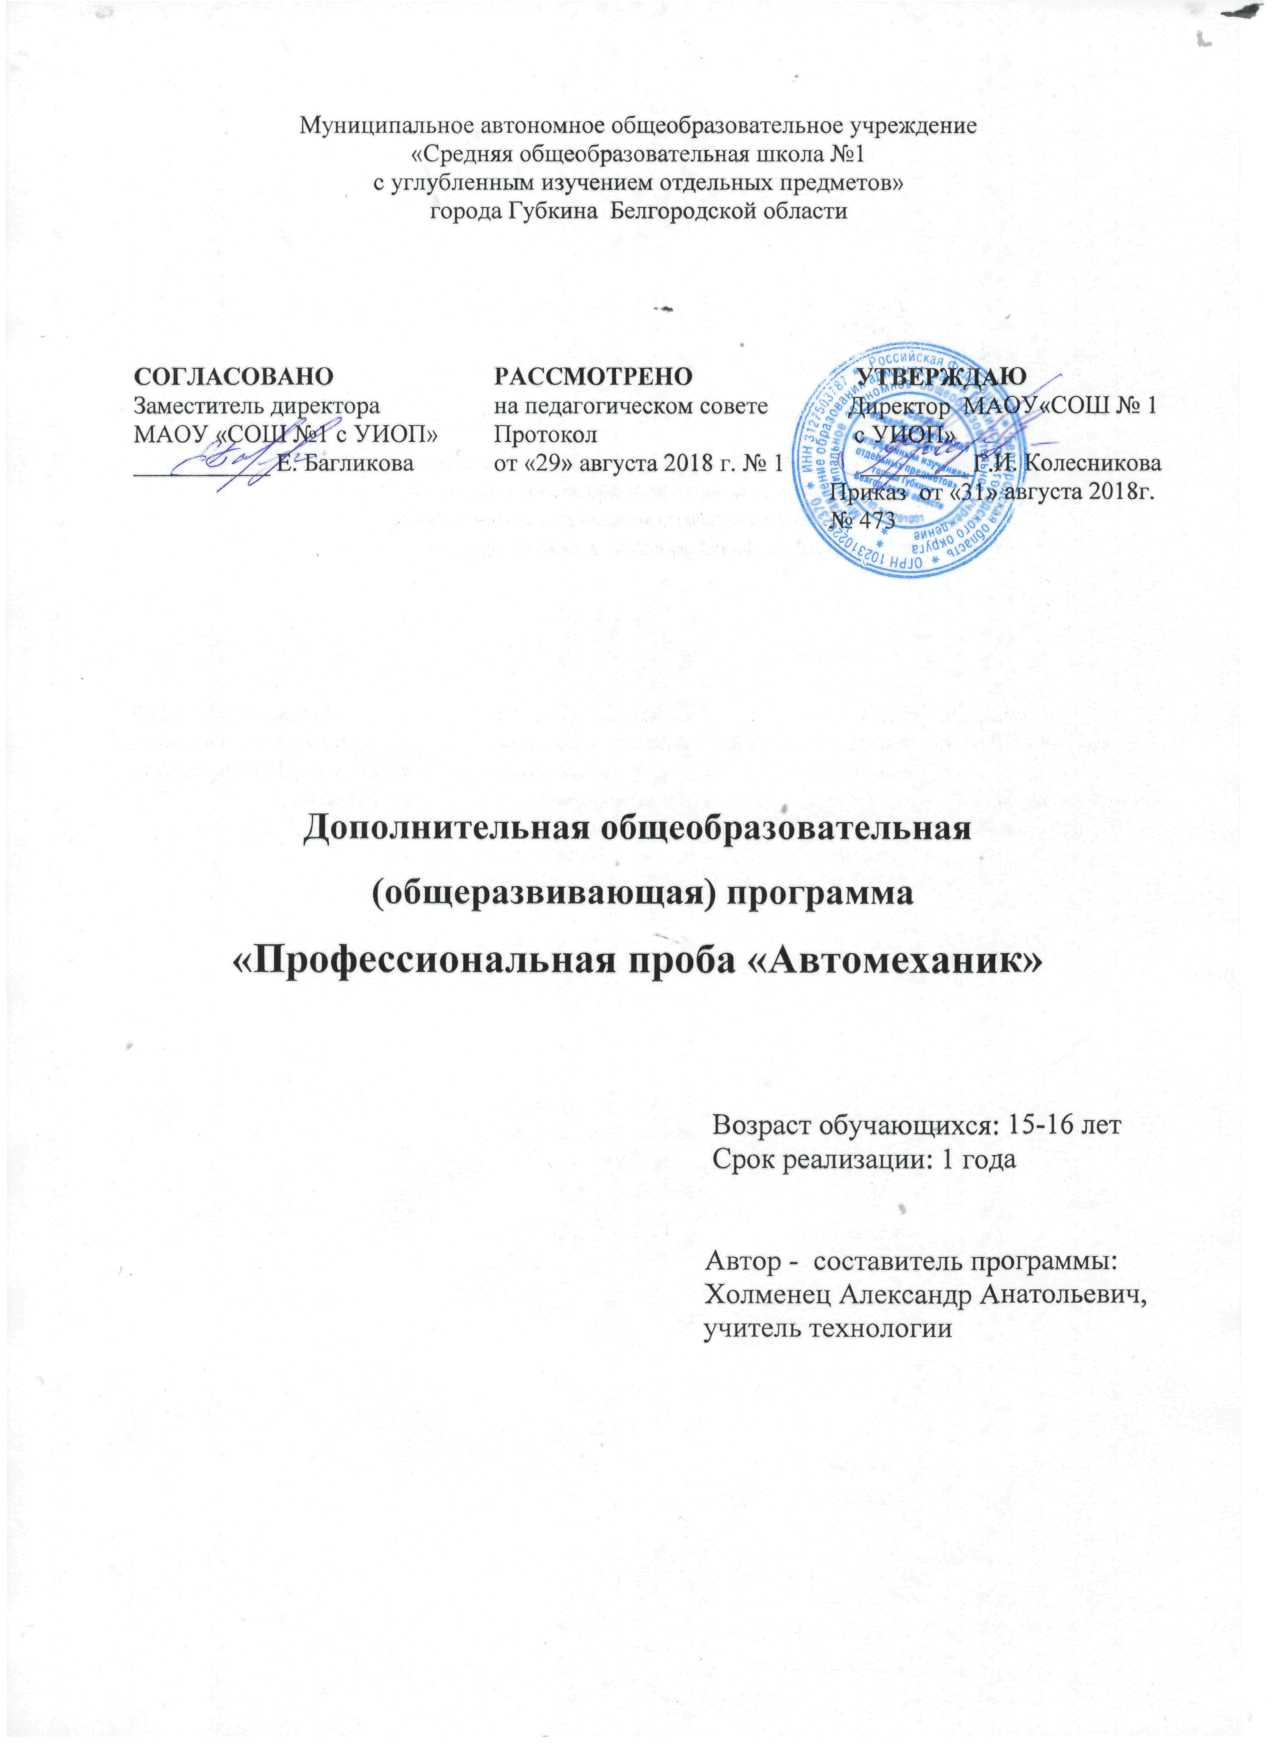 Муниципальное автономное общеобразовательное учреждение
«Средняя общеобразовательная школа №1
с углубленным изучением отдельных предметов»
города Губкина Белгородской области
СОГЛАСОВАНО
Заместитель директора
МАОУ «СОШ №1 с УИОП»
Е. Багликова
РАССМОТРЕНО
на педагогическом совете
Протокол
от «29» августа 2018 г. № 1
УТВЕРЖДАЮ
Директор МАОУ«СОШ № 1
с УИОП»
Г.И. Колесникова
Приказ от «31» августа 2018г.
№ 473
Дополнительная общеобразовательная
(общеразвивающая) программа
«Профессиональная проба «Автомеханик»
Возраст обучающихся: 15-16 лет
Срок реализации: 1 года
Автор - составитель программы:
Холменец Александр Анатольевич,
учитель технологии